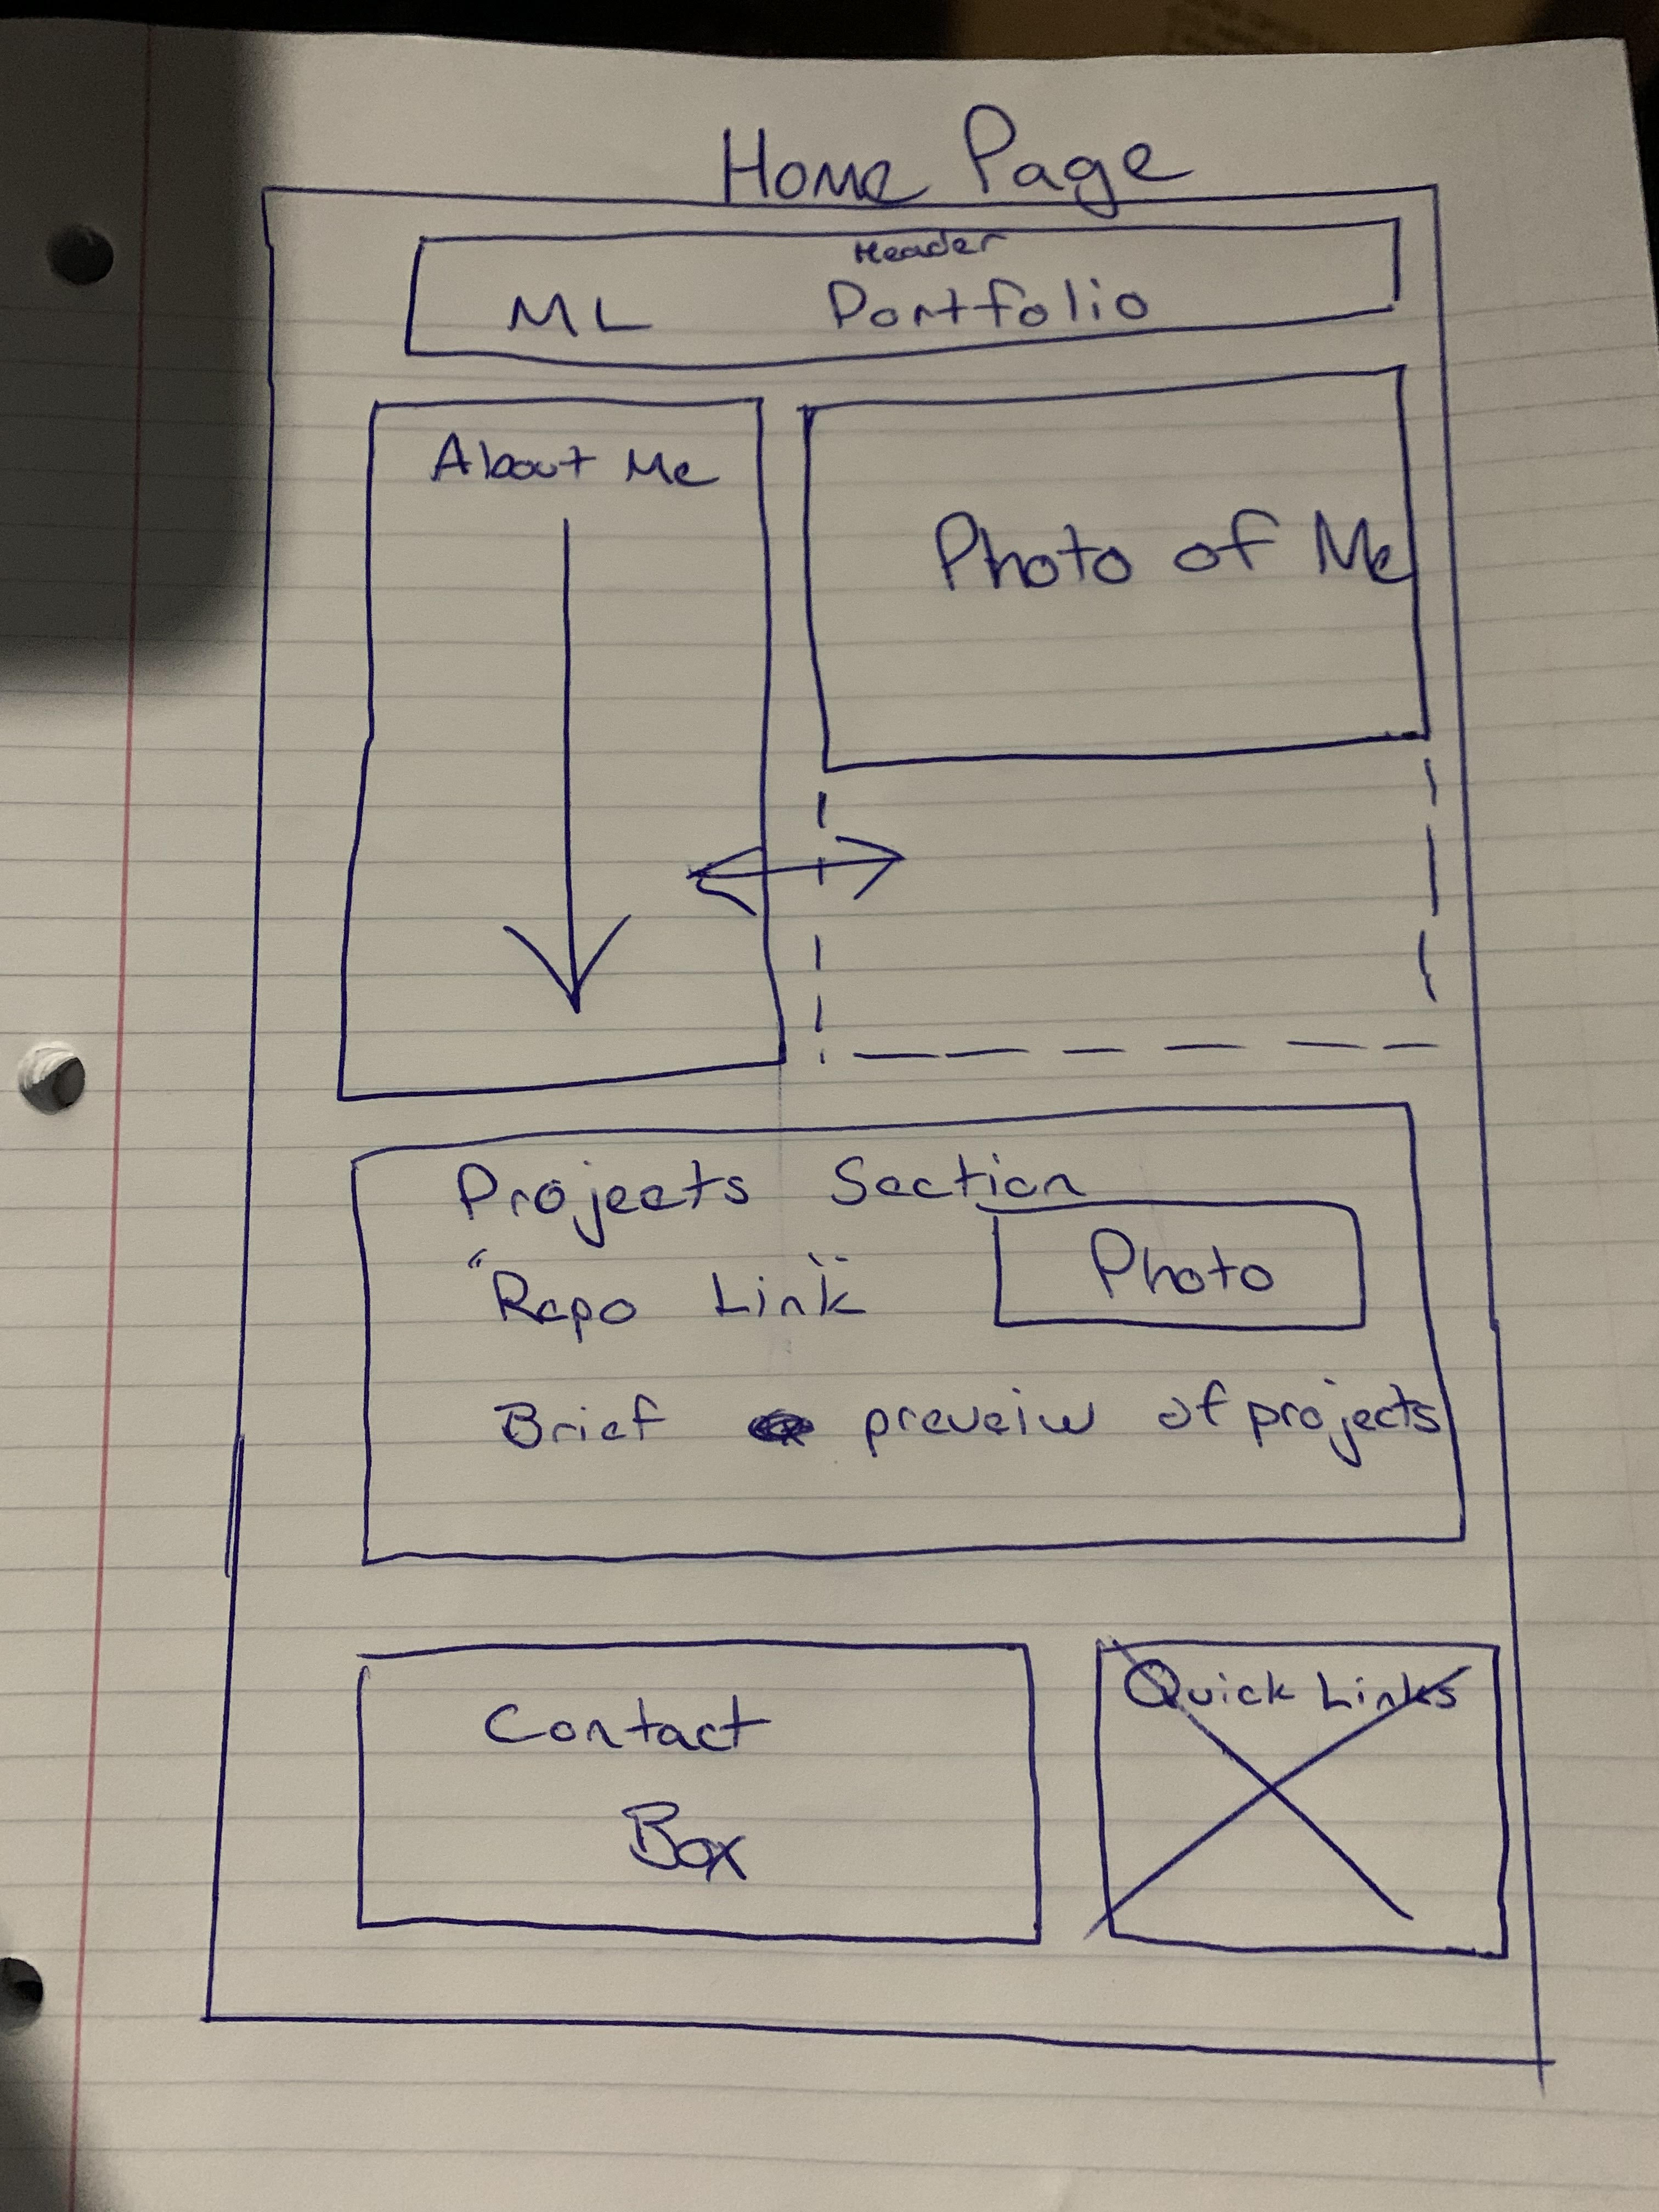 Home Page
Header
ML Portfolio
About Me
Photo of Me
Projects Section
"Repo Link"
Photo
Brief preveiw of projects
Contact
Box
Quick Links